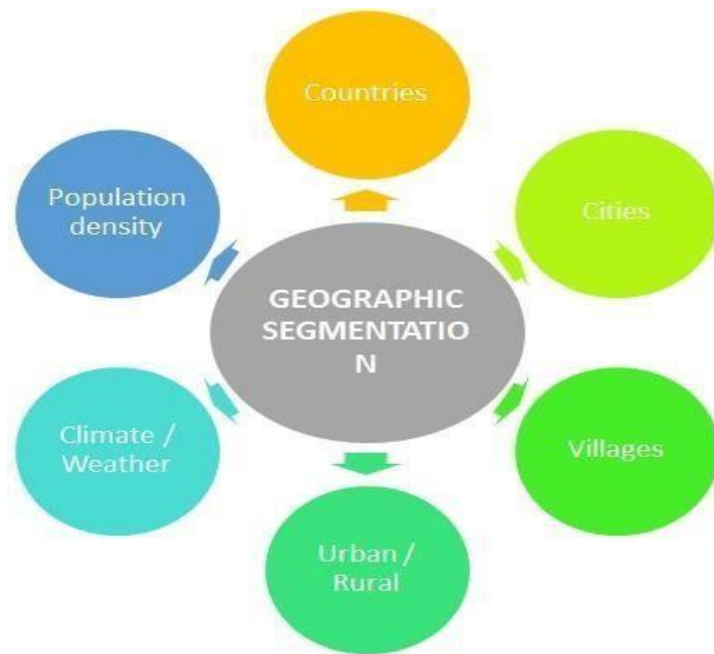 Countries
Population
density
Cities
GEOGRAPHIC
SEGMENTATIO
N
Climate /
Weather
Villages
Urban /
Rural